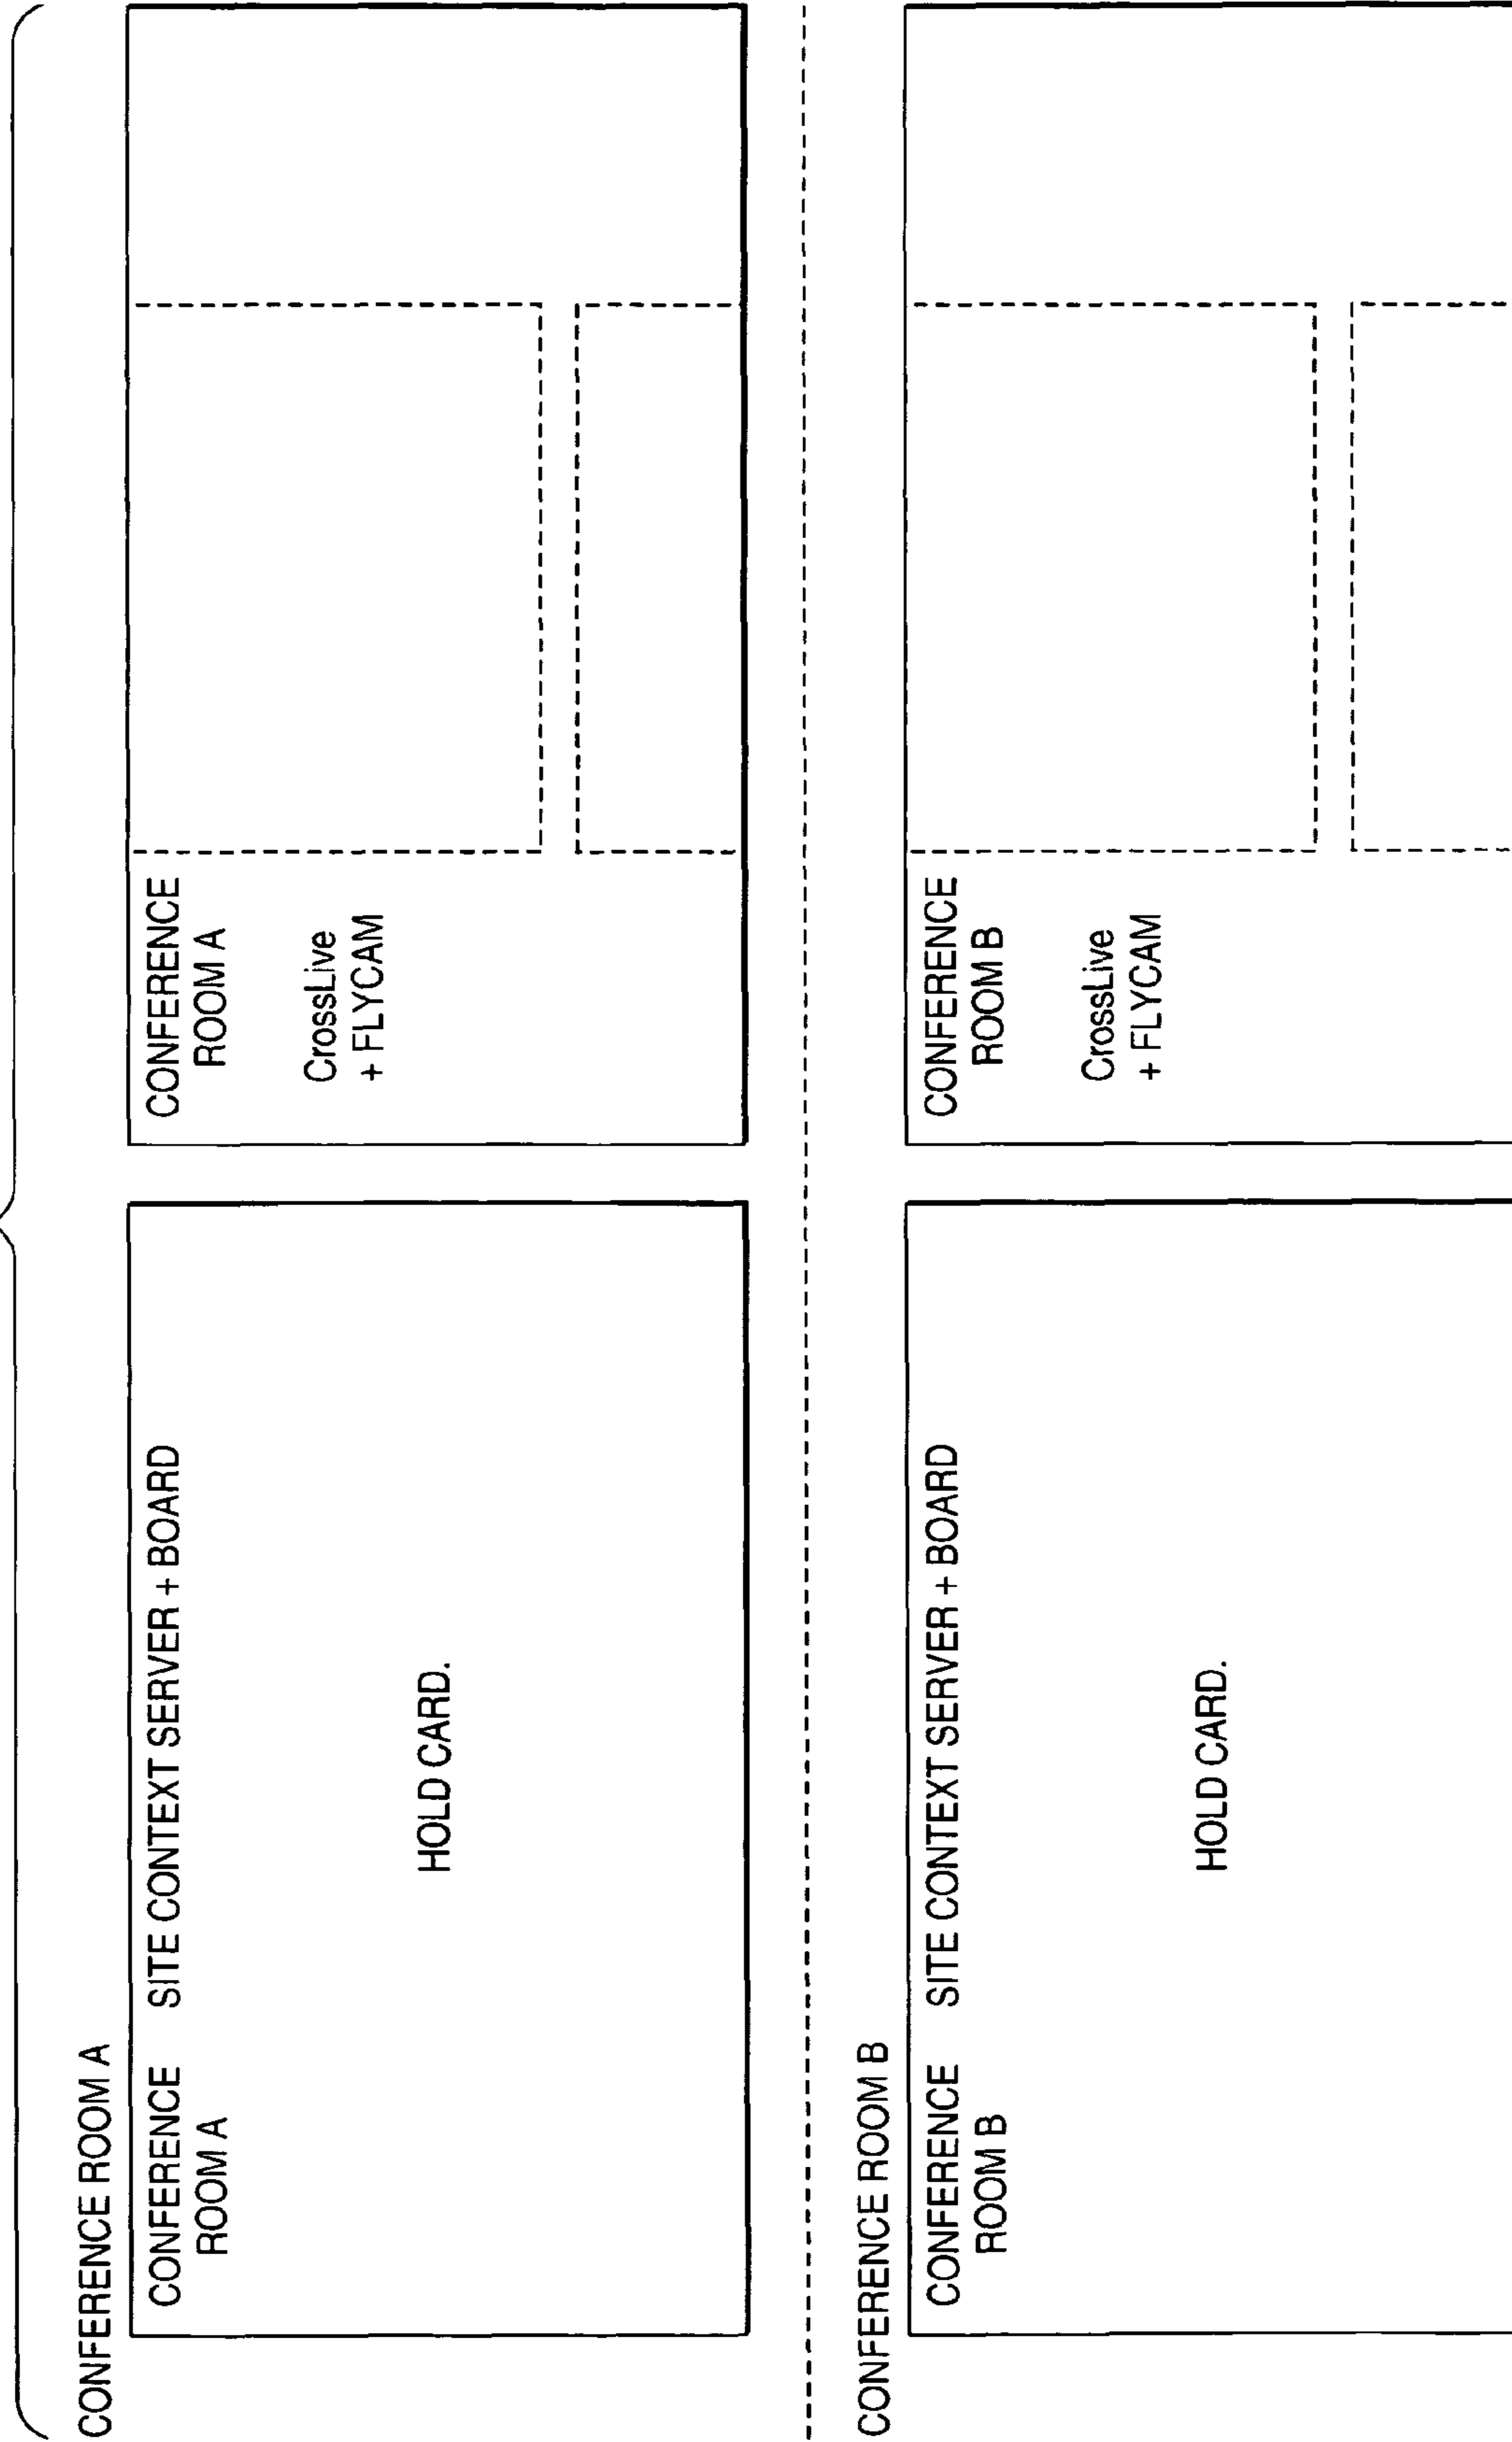 CONFERENCE ROOM A
CONFERENCE
ROOM A
SITE CONTEXT SERVER + BOARD
HOLD CARD.
CONFERENCE
ROOM A
CrossLive
+ FLYCAM
CONFERENCE ROOM B
CONFERENCE
ROOM B
SITE CONTEXT SERVER + BOARD
HOLD CARD.
CONFERENCE
ROOM B
CrossLive
+ FLYCAM